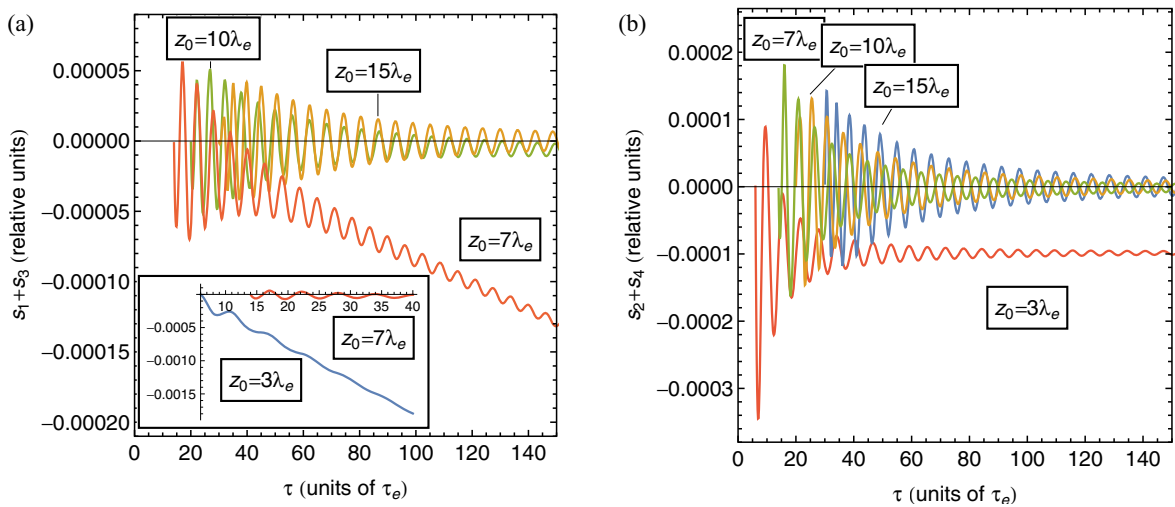 (a)
z₀=10λₑ
z₀=15λₑ
0.00005
0.00000
−0.00005
−0.00010
−0.00015
−0.00020
s₁+s₃ (relative units)
z₀=7λₑ
10 15 20 25 30 35 40
−0.0005
−0.0010
−0.0015
z₀=7λₑ
z₀=3λₑ
0 20 40 60 80 100 120 140
τ (units of τₑ)
(b)
z₀=7λₑ
z₀=10λₑ
z₀=15λₑ
0.0002
0.0001
0.0000
−0.0001
−0.0002
−0.0003
s₂+s₄ (relative units)
z₀=3λₑ
0 20 40 60 80 100 120 140
τ (units of τₑ)